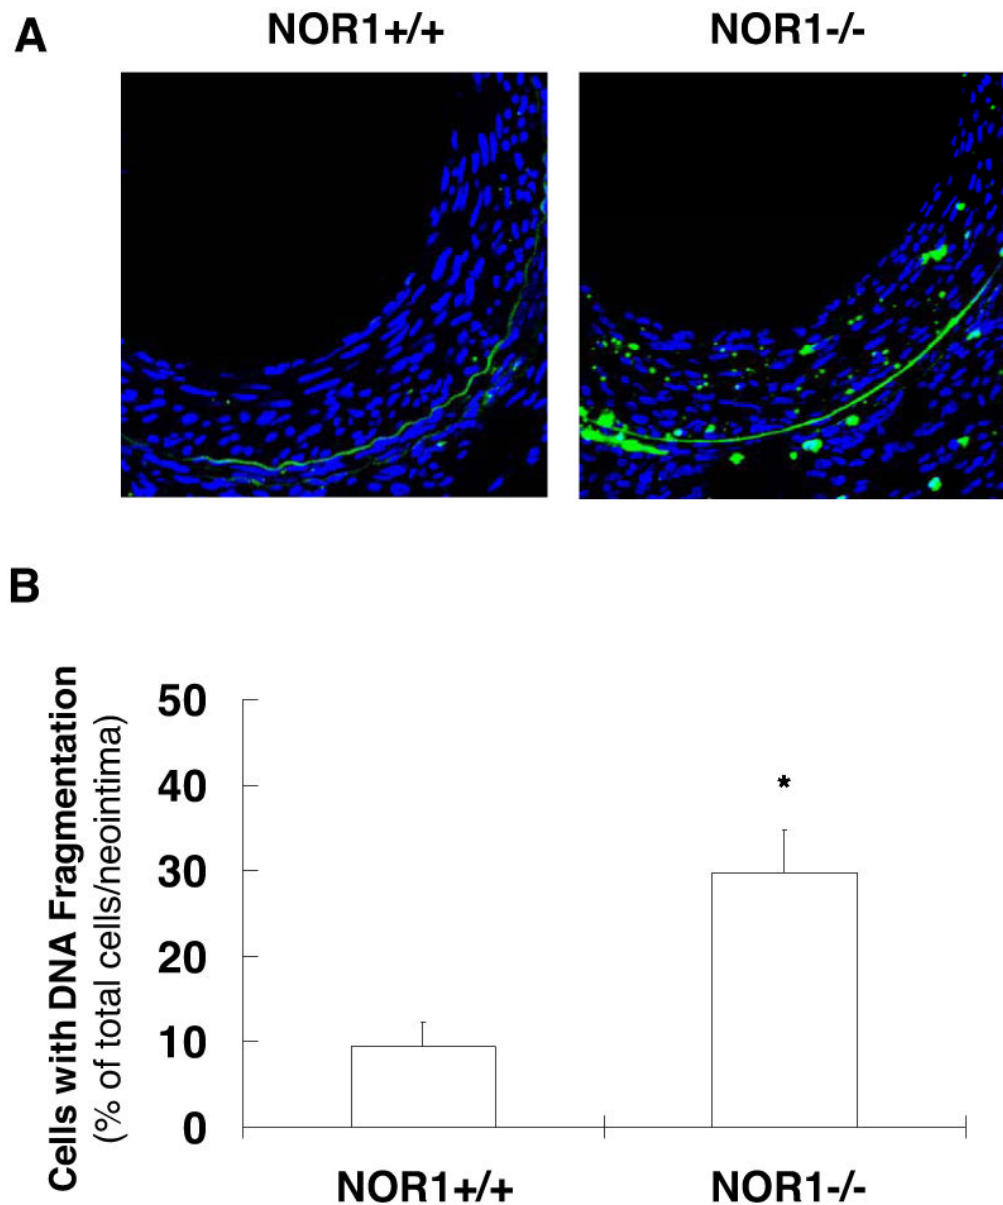 A
NOR1+/+ NOR1-/-
B
Cells with DNA Fragmentation
(% of total cells/neointima)
50
40
30
20
10
0
*
NOR1+/+ NOR1-/-